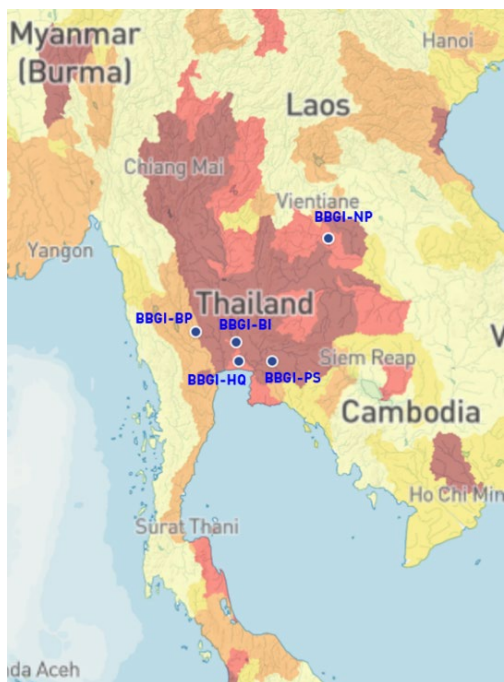 Myanmar
(Burma)
Hanoi
Laos
Chiang Mai
Vientiane
BBGI-NP
Yangon
Thailand
BBGI-BP
BBGI-BI
V
BBGI-HQ
BBGI-PS
Siem Reap
Cambodia
Ho Chi Min
Surat Thani
da Aceh